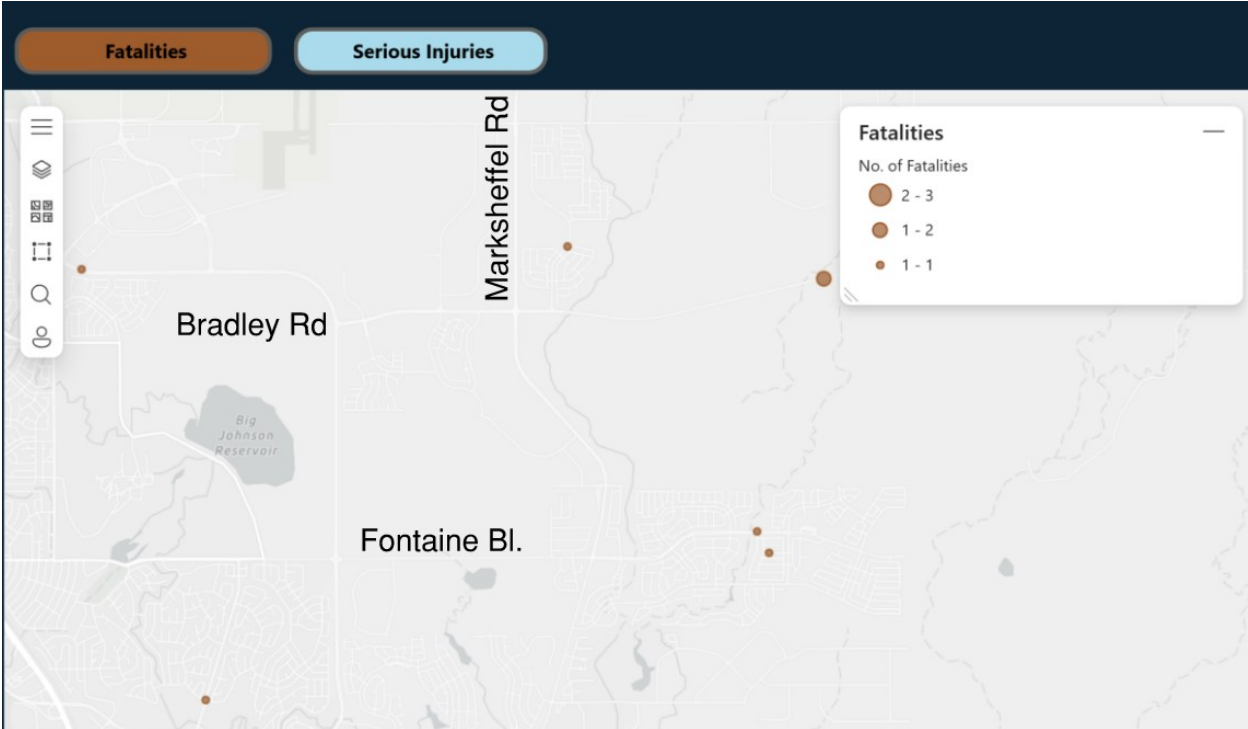 Fatalities
Serious Injuries
Marksheffel Rd
Fatalities
No. of Fatalities
2 - 3
1 - 2
1 - 1
Bradley Rd
Big
Johnson
Reservoir
Fontaine Bl.